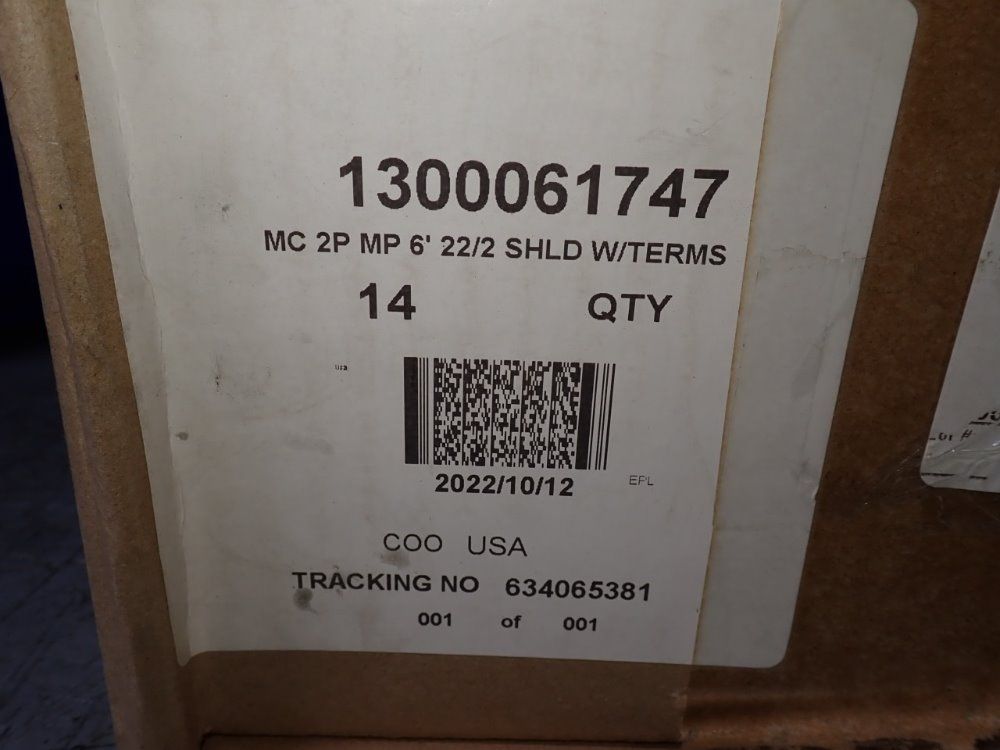 1300061747
MC 2P MP 6' 22/2 SHLD W/TERMS
14 QTY
2022/10/12
EPL
COO USA
TRACKING NO 634065381
001 of 001